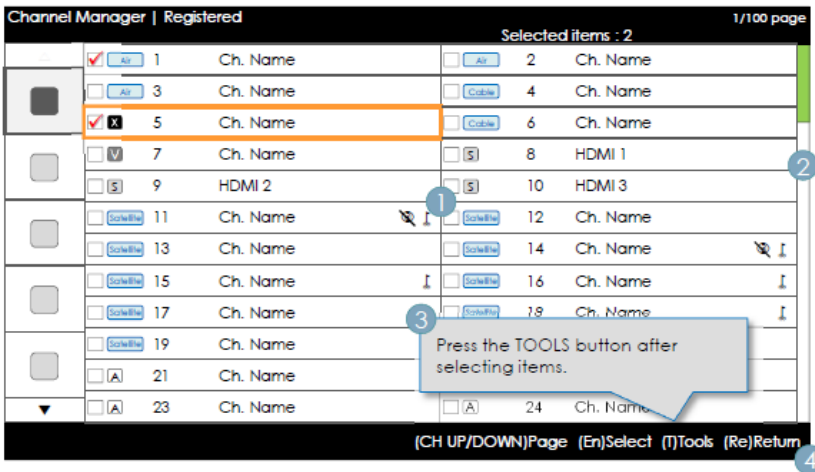 Channel Manager | Registered
1/100 page
Selected items : 2
Air 1 Ch. Name
Air 2 Ch. Name
Air 3 Ch. Name
Cable 4 Ch. Name
X 5 Ch. Name
Cable 6 Ch. Name
V 7 Ch. Name
S 8 HDMI 1
2
S 9 HDMI 2
S 10 HDMI 3
1
Satellite 11 Ch. Name
Satellite 12 Ch. Name
Satellite 13 Ch. Name
Satellite 14 Ch. Name
Satellite 15 Ch. Name
Satellite 16 Ch. Name
Satellite 17 Ch. Name
Satellite 18 Ch. Name
3
Satellite 19 Ch. Name
Press the TOOLS button after
selecting items.
A 21 Ch. Name
A 23 Ch. Name
A 24 Ch. Name
(CH UP/DOWN)Page (En)Select (T)Tools (Re)Return
4